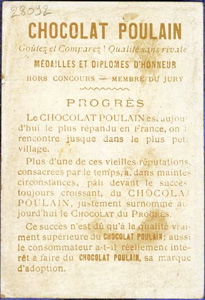 28092
CHOCOLAT POULAIN
Goûtez et Comparez! Qualité sans rivale
MÉDAILLES ET DIPLOMES D'HONNEUR
HORS CONCOURS — MEMBRE DU JURY
PROGRÈS
Le CHOCOLAT POULAIN est aujour
d'hui le plus répandu en France, on l
rencontre jusque dans le plus pet
village.
Plus d'une de ces vieilles réputations
consacrées par le temps, a, dans maintes
circonstances, pâli devant le succès
toujours croissant, du CHOCOLA
POULAIN, justement surnommé au
jourd'hui le CHOCOLAT DU PROGRÈS.
Ce succès n'est dû qu'à la qualité vrai
ment supérieure du CHOCOLAT POULAIN; aussi
le consommateur a-t-il réellement inté
rêt à faire du CHOCOLAT POULAIN, sa marque
d'adoption.